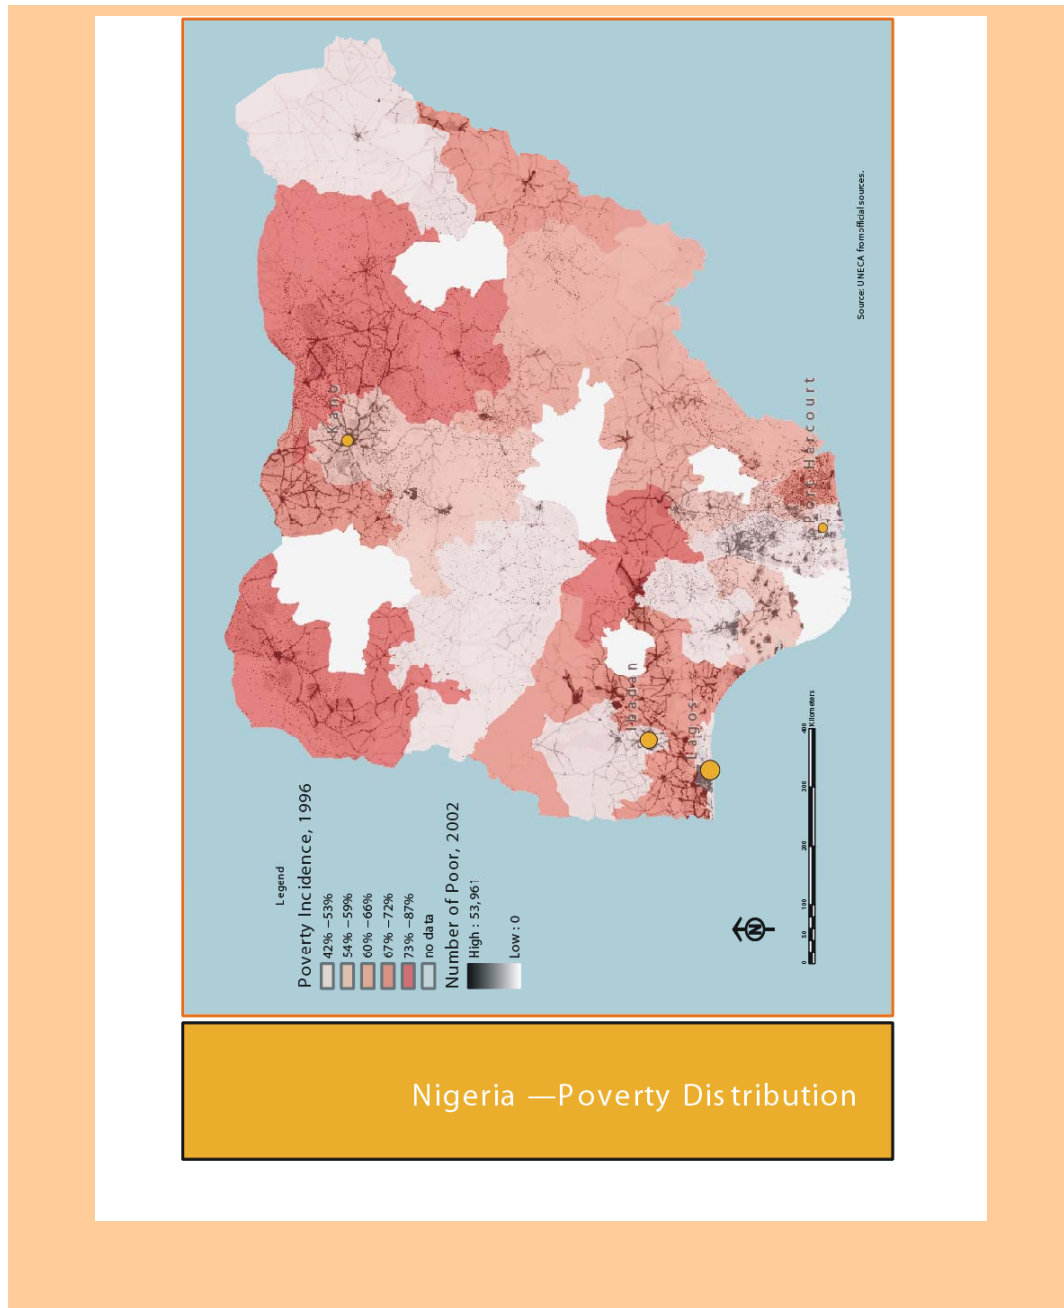 Nigeria —Poverty Distribution
Legend
Poverty Incidence, 1996
42% –53%
54% –59%
60% –66%
67% –72%
73% –87%
no data
Number of Poor, 2002
High : 53,961
Low : 0
Kano
Ibadan
Lagos
Port Harcourt
N
0 50 100 200 300 400
Kilometers
Source: UNECA from official sources.